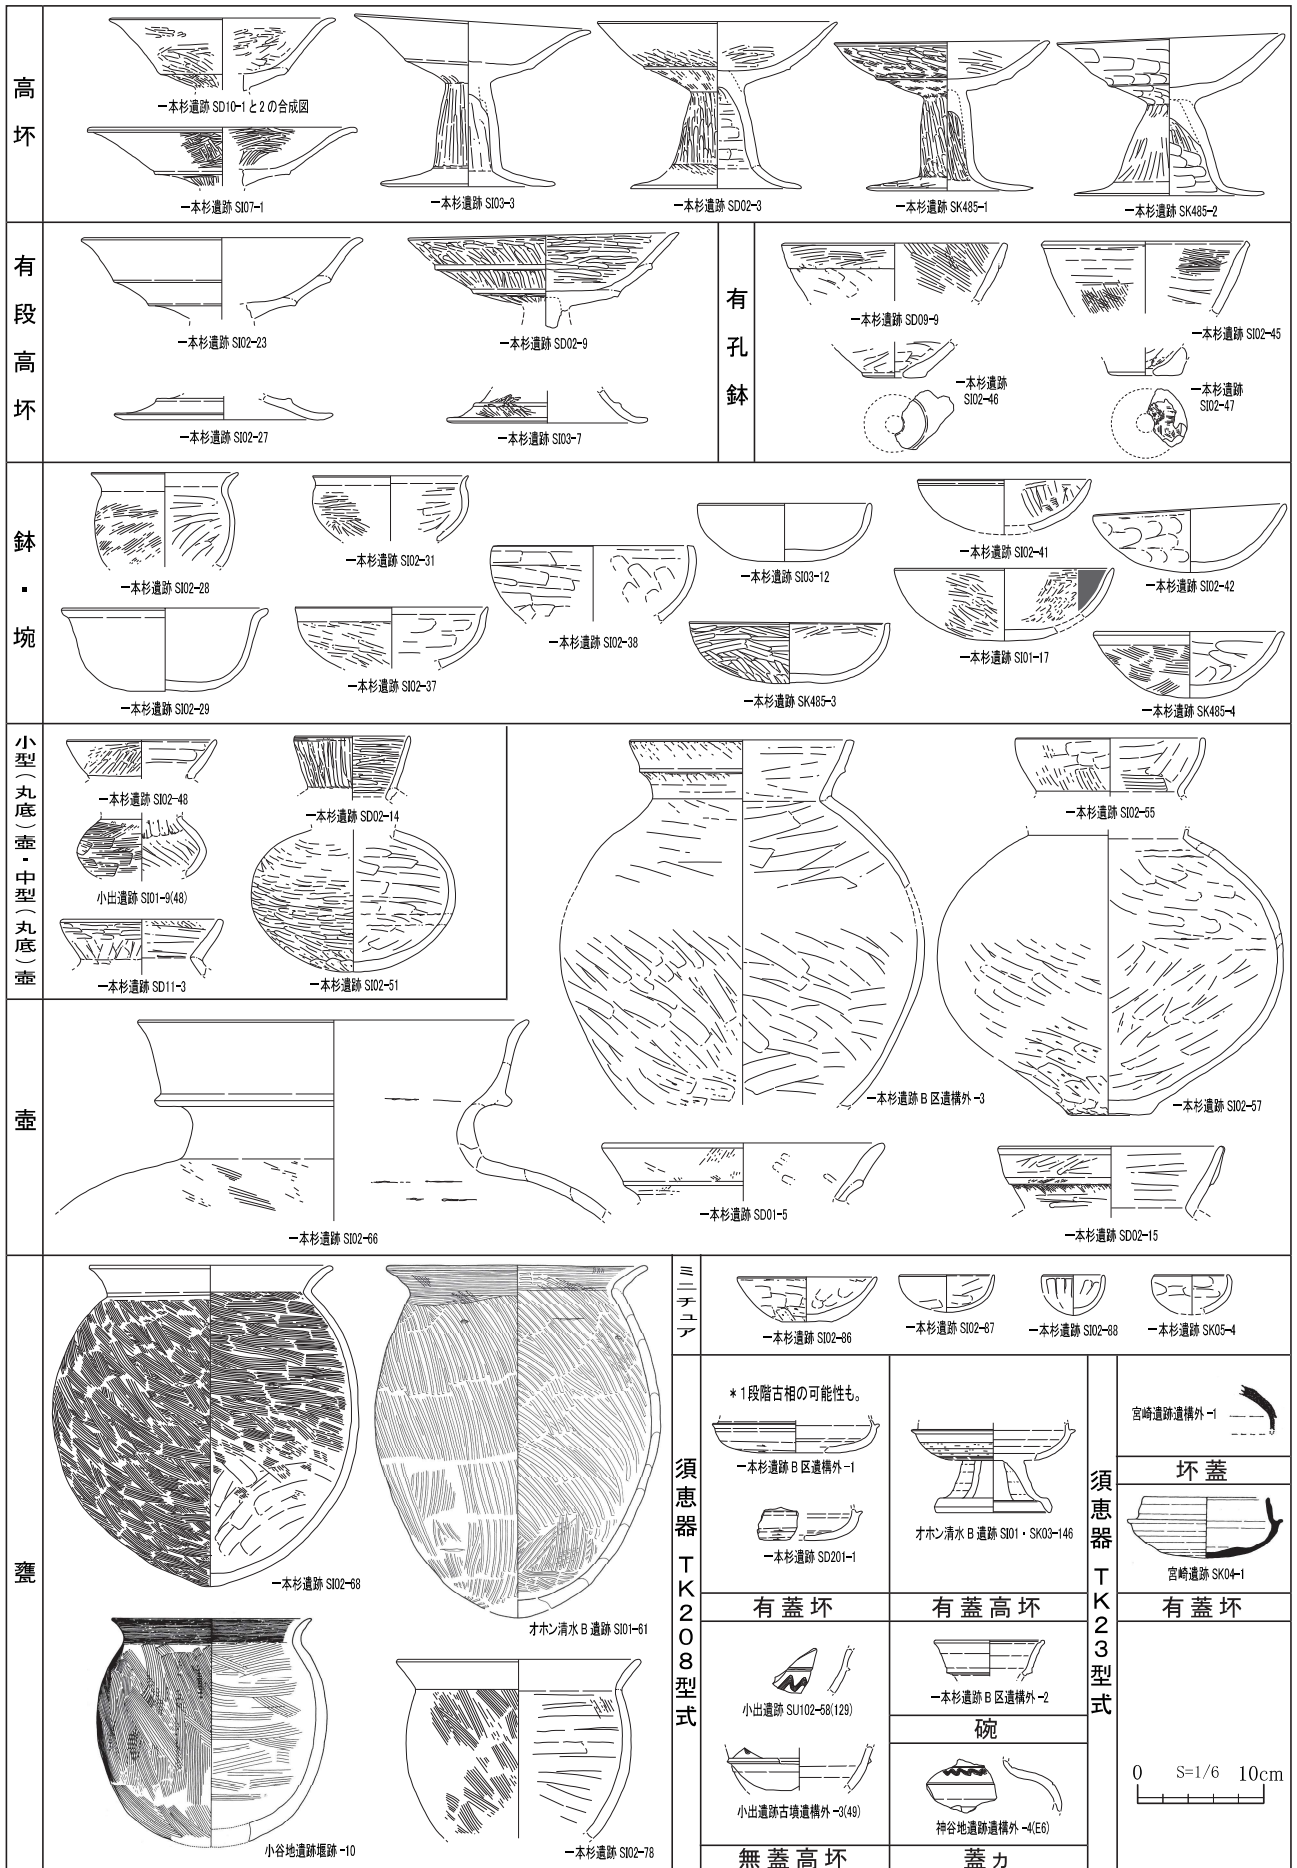 高坏
一本杉遺跡 SD10-1と2の合成図
一本杉遺跡 SI07-1
一本杉遺跡 SI03-3
一本杉遺跡 SD02-3
一本杉遺跡 SK485-1
一本杉遺跡 SK485-2
有段高坏
一本杉遺跡 SI02-23
一本杉遺跡 SD02-9
一本杉遺跡 SI02-27
一本杉遺跡 SI03-7
有孔鉢
一本杉遺跡 SD09-9
一本杉遺跡 SI02-45
一本杉遺跡
SI02-46
一本杉遺跡
SI02-47
鉢・埦
一本杉遺跡 SI02-28
一本杉遺跡 SI02-31
一本杉遺跡 SI02-38
一本杉遺跡 SI03-12
一本杉遺跡 SI02-41
一本杉遺跡 SI02-42
一本杉遺跡 SI02-29
一本杉遺跡 SI02-37
一本杉遺跡 SK485-3
一本杉遺跡 SI01-17
一本杉遺跡 SK485-4
小型(丸底)壺・中型(丸底)壺
一本杉遺跡 SI02-48
小出遺跡 SI01-9(48)
一本杉遺跡 SD11-3
一本杉遺跡 SD02-14
一本杉遺跡 SI02-51
壺
一本杉遺跡 B 区遺構外-3
一本杉遺跡 SI02-55
一本杉遺跡 SI02-57
一本杉遺跡 SI02-66
一本杉遺跡 SD01-5
一本杉遺跡 SD02-15
甕
一本杉遺跡 SI02-68
オホン清水 B 遺跡 SI01-61
小谷地遺跡堰跡-10
一本杉遺跡 SI02-78
ミニチュア
一本杉遺跡 SI02-86
一本杉遺跡 SI02-87
一本杉遺跡 SI02-88
一本杉遺跡 SK05-4
須恵器TK208型式
*1段階古相の可能性も。
一本杉遺跡 B 区遺構外-1
一本杉遺跡 SD201-1
有蓋坏
オホン清水 B 遺跡 SI01・SK03-146
有蓋高坏
小出遺跡 SU102-58(129)
小出遺跡古墳遺構外-3(49)
無蓋高坏
一本杉遺跡 B 区遺構外-2
碗
神谷地遺跡遺構外-4(E6)
蓋カ
須恵器TK23型式
宮崎遺跡遺構外-1
坏蓋
宮崎遺跡 SK04-1
有蓋坏
0 S=1/6 10cm